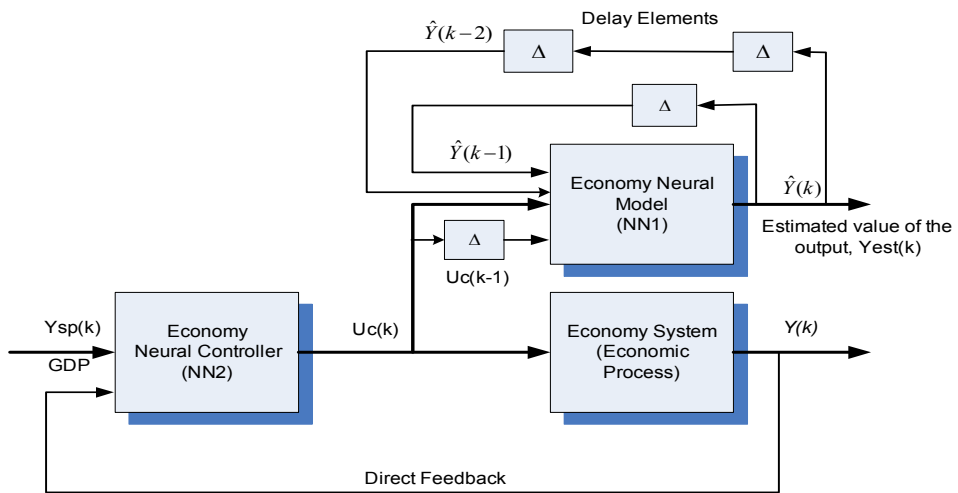 Delay Elements
Ŷ(k−2)
Δ
Δ
Δ
Ŷ(k−1)
Economy Neural
Model
(NN1)
Ŷ(k)
Estimated value of the
output, Yest(k)
Δ
Uc(k-1)
Ysp(k)
GDP
Economy
Neural Controller
(NN2)
Uc(k)
Economy System
(Economic
Process)
Y(k)
Direct Feedback